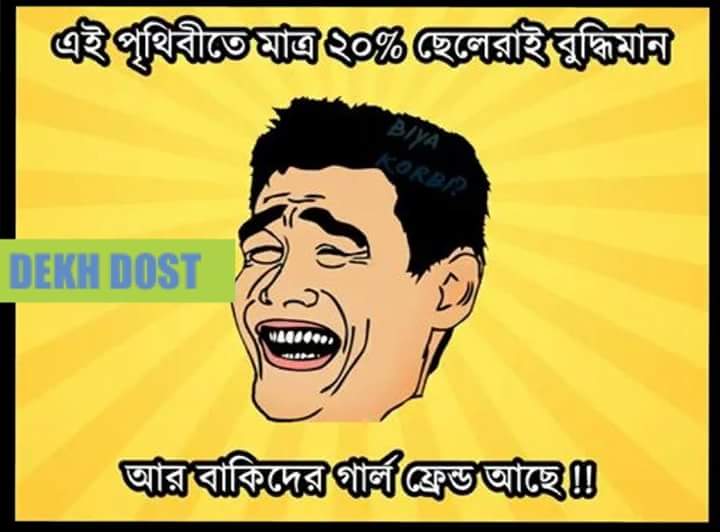 এই পৃথিবীতে মাত্র ২০% ছেলেরাই বুদ্ধিমান
BIYA
KORBI?
DEKH DOST
আর বাকিদের গার্ল ফ্রেন্ড আছে !!